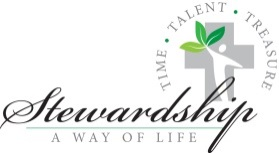 TIME • TALENT • TREASURE
Stewardship
A WAY OF LIFE